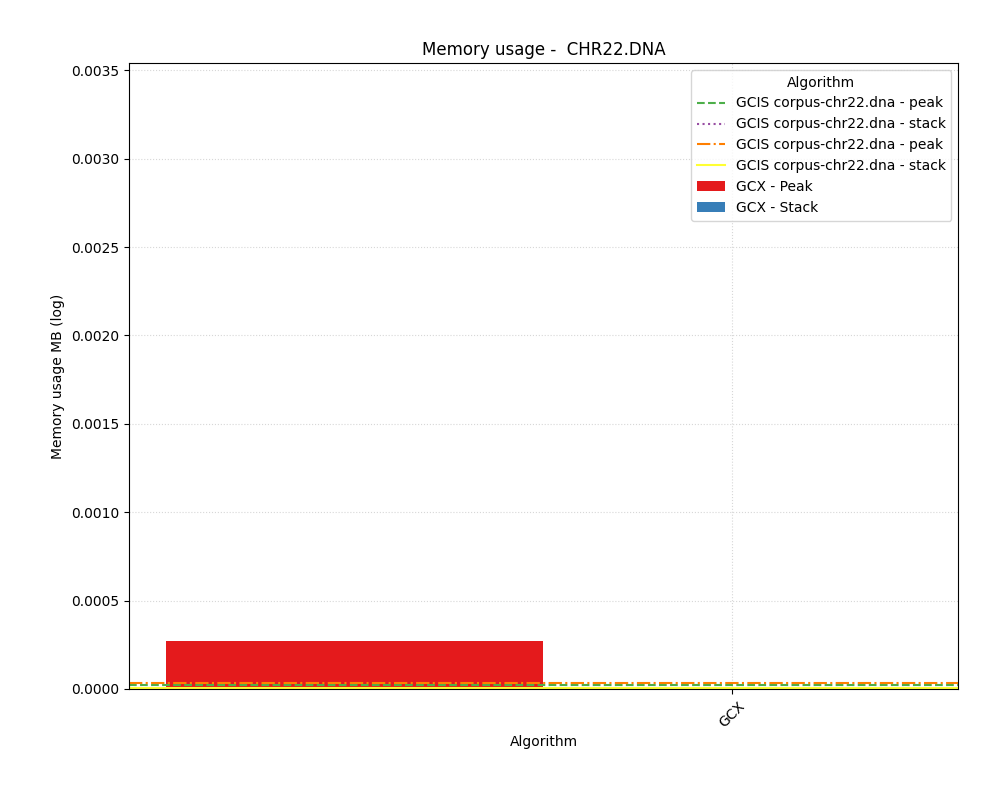 Memory usage -  CHR22.DNA
0.0035
0.0030
0.0025
0.0020
0.0015
0.0010
0.0005
0.0000
Memory usage MB (log)
Algorithm
GCIS corpus-chr22.dna - peak
GCIS corpus-chr22.dna - stack
GCIS corpus-chr22.dna - peak
GCIS corpus-chr22.dna - stack
GCX - Peak
GCX - Stack
GCX
Algorithm